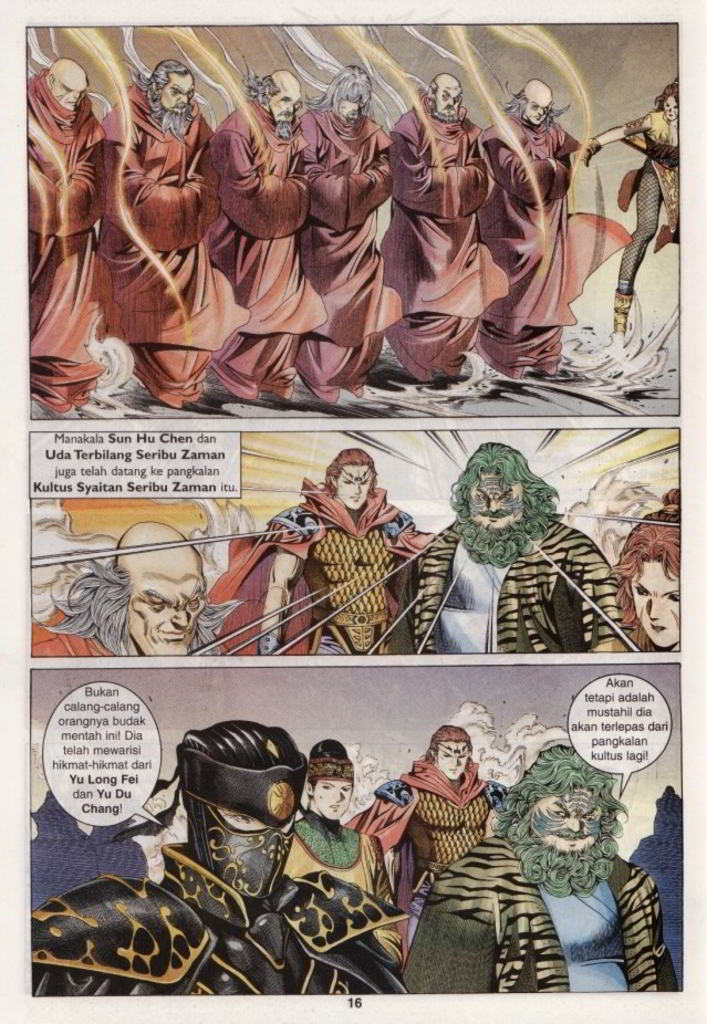 Manakala Sun Hu Chen dan
Uda Terbilang Seribu Zaman
juga telah datang ke pangkalan
Kultus Syaitan Seribu Zaman itu.
Bukan
calang-calang
orangnya budak
mentah ini! Dia
telah mewarisi
hikmat-hikmat dari
Yu Long Fei
dan Yu Du
Chang!
Akan
tetapi adalah
mustahil dia
akan terlepas dari
pangkalan
kultus lagi!
16